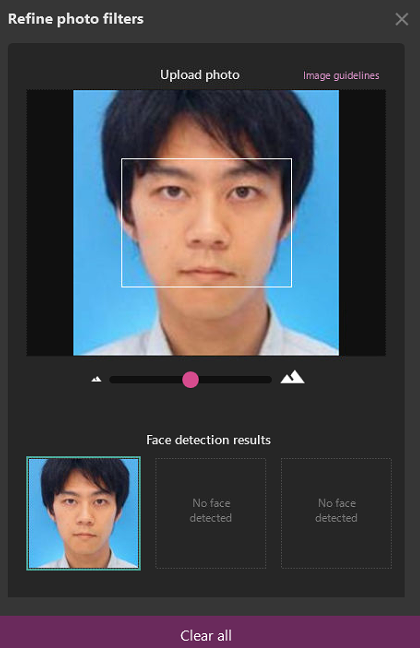 Refine photo filters
Upload photo
Image guidelines
Face detection results
No face
detected
No face
detected
Clear all